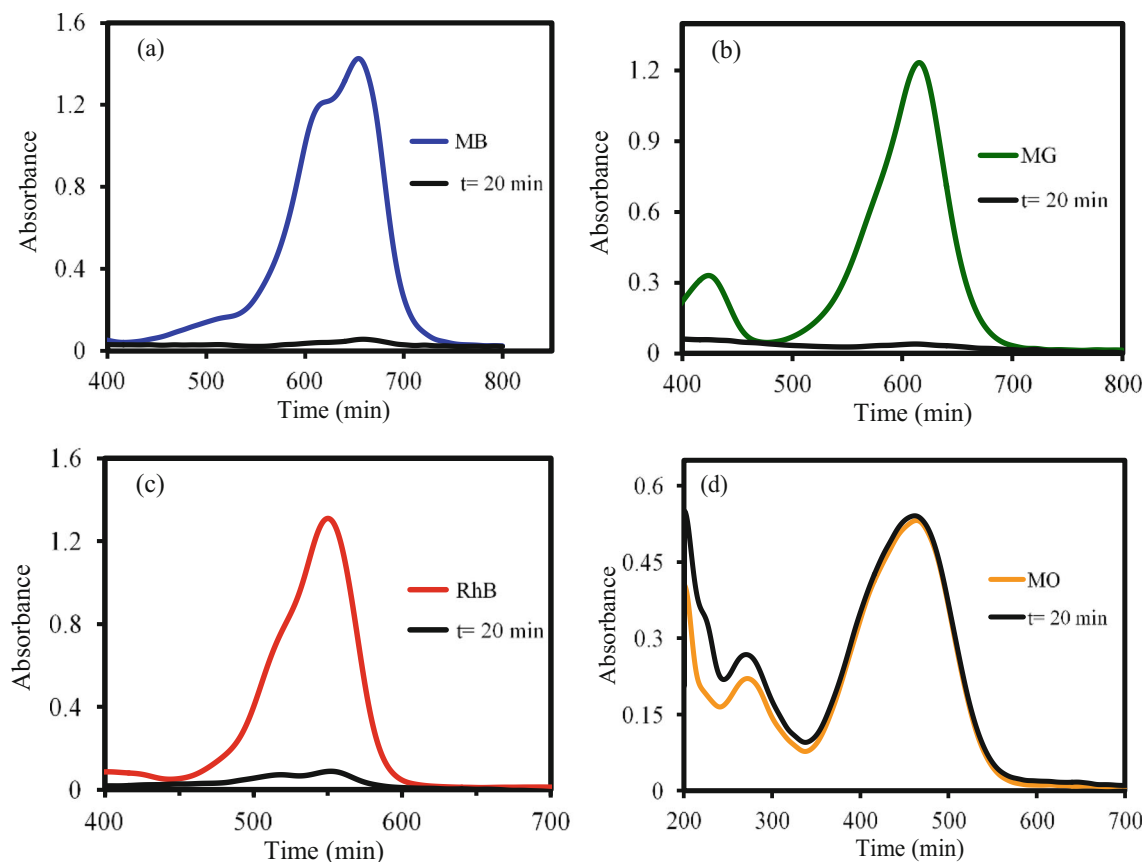 (a)
1.6
1.2
0.8
0.4
0
Absorbance
MB
t= 20 min
400 500 600 700 800
Time (min)
(b)
1.2
0.9
0.6
0.3
0
Absorbance
MG
t= 20 min
400 500 600 700 800
Time (min)
(c)
1.6
1.2
0.8
0.4
0
Absorbance
RhB
t= 20 min
400 500 600 700
Time (min)
(d)
0.6
0.45
0.3
0.15
0
Absorbance
MO
t= 20 min
200 300 400 500 600 700
Time (min)